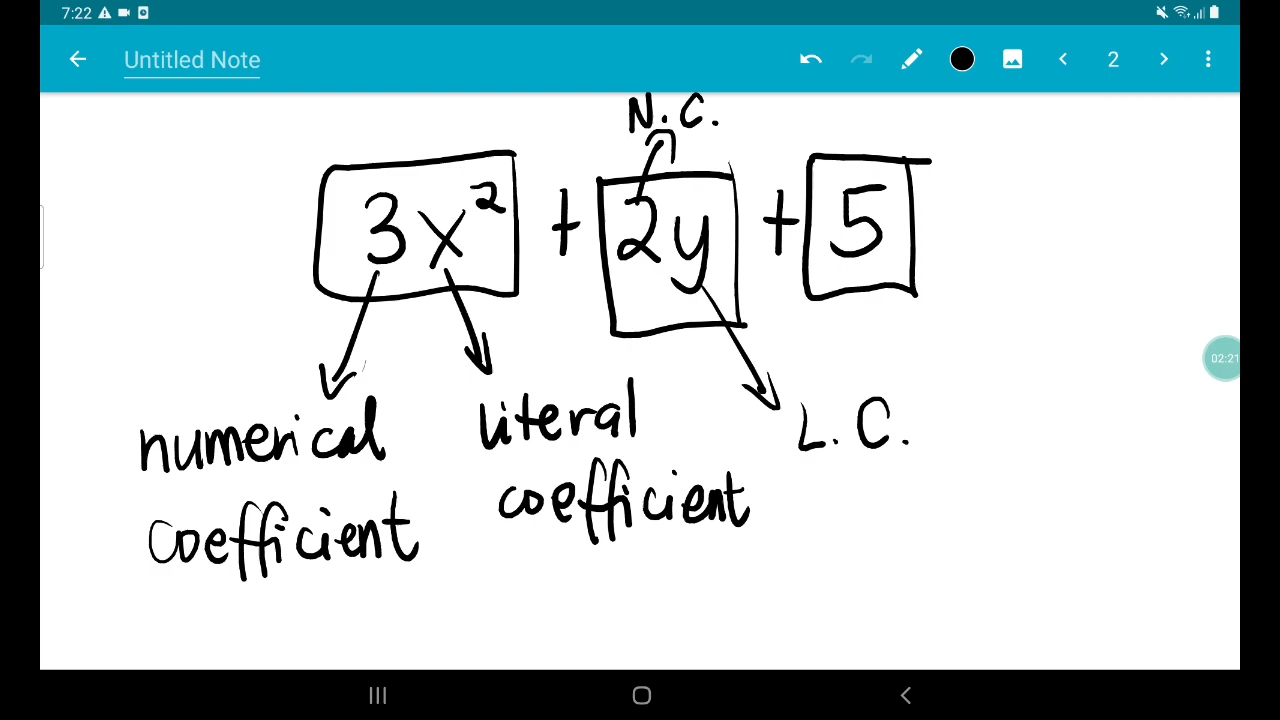 7:22
Untitled Note
2
N.C.
3x² + 2y + 5
02:21
numerical literal L.C.
coefficient coefficient